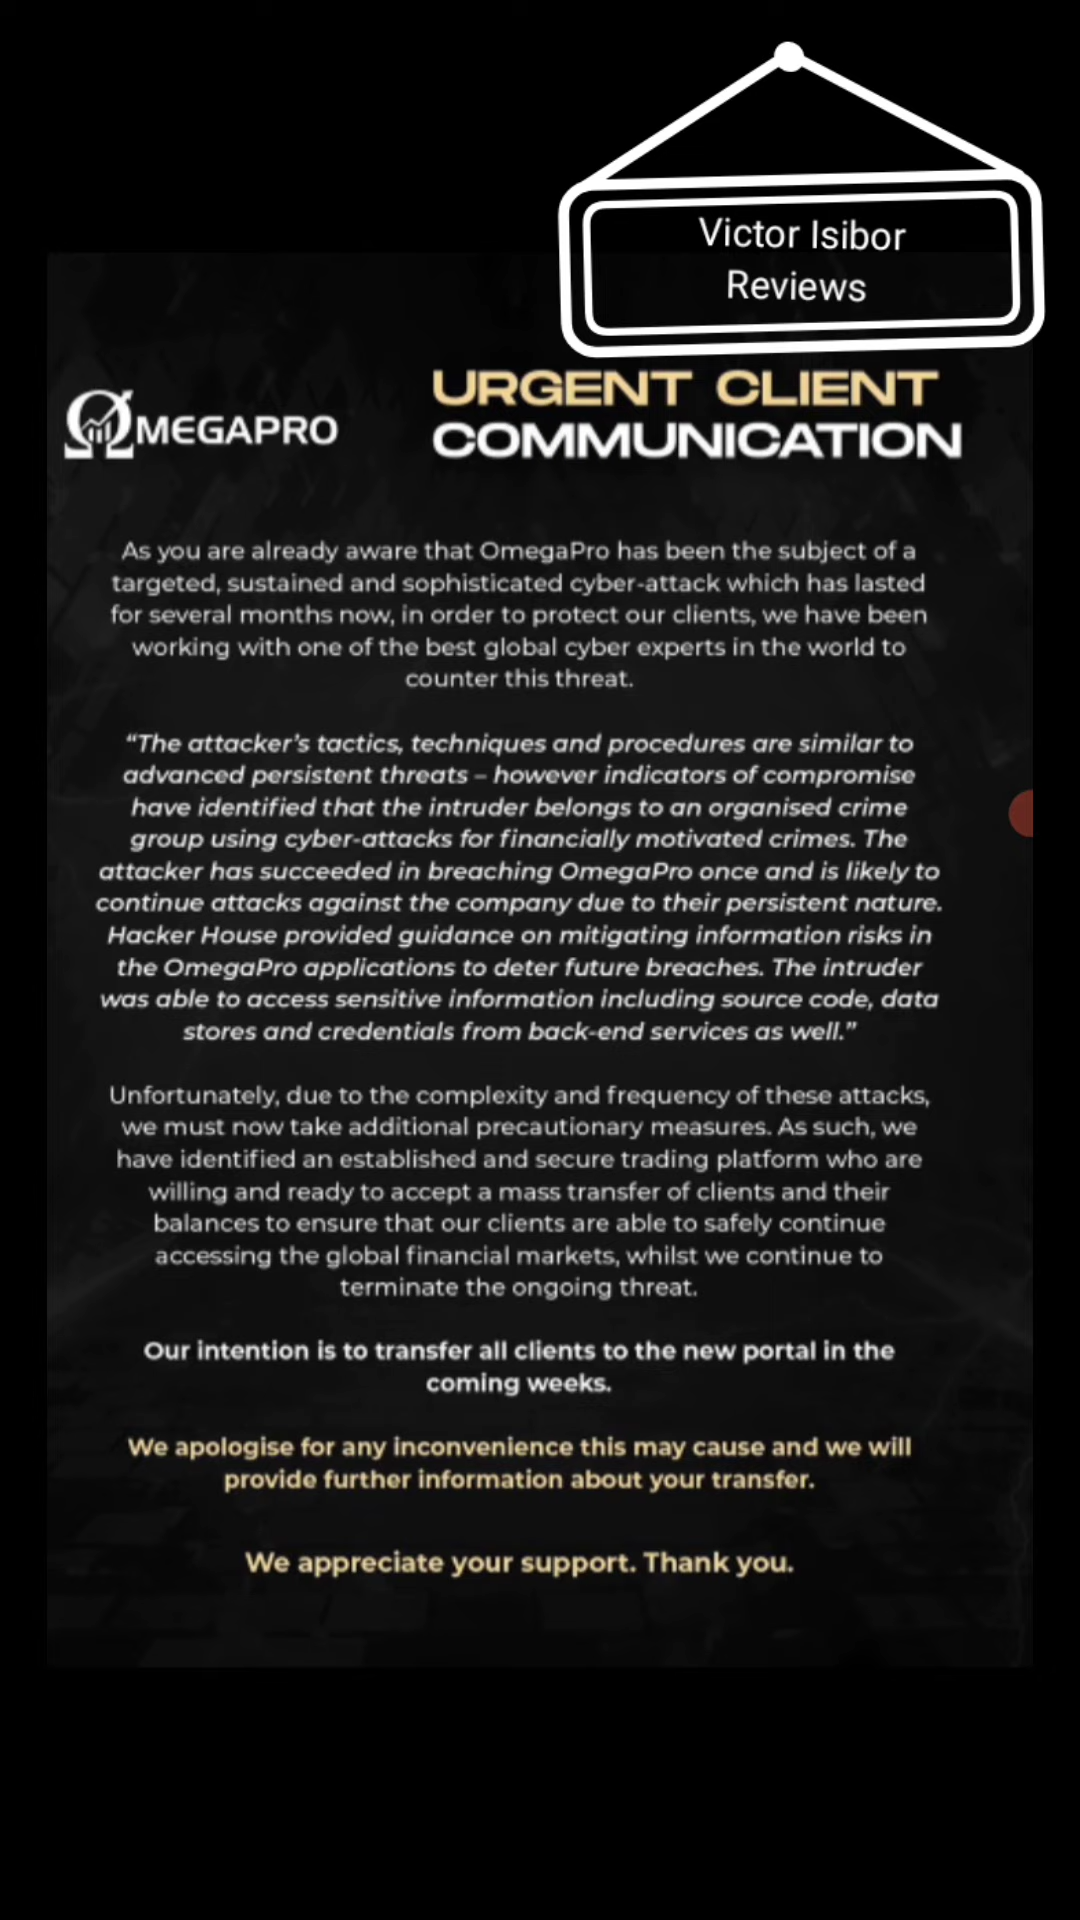 Victor Isibor
Reviews
ΩMEGAPRO
URGENT CLIENT
COMMUNICATION
As you are already aware that OmegaPro has been the subject of a
targeted, sustained and sophisticated cyber-attack which has lasted
for several months now, in order to protect our clients, we have been
working with one of the best global cyber experts in the world to
counter this threat.
“The attacker’s tactics, techniques and procedures are similar to
advanced persistent threats – however indicators of compromise
have identified that the intruder belongs to an organised crime
group using cyber-attacks for financially motivated crimes. The
attacker has succeeded in breaching OmegaPro once and is likely to
continue attacks against the company due to their persistent nature.
Hacker House provided guidance on mitigating information risks in
the OmegaPro applications to deter future breaches. The intruder
was able to access sensitive information including source code, data
stores and credentials from back-end services as well.”
Unfortunately, due to the complexity and frequency of these attacks,
we must now take additional precautionary measures. As such, we
have identified an established and secure trading platform who are
willing and ready to accept a mass transfer of clients and their
balances to ensure that our clients are able to safely continue
accessing the global financial markets, whilst we continue to
terminate the ongoing threat.
Our intention is to transfer all clients to the new portal in the
coming weeks.
We apologise for any inconvenience this may cause and we will
provide further information about your transfer.
We appreciate your support. Thank you.